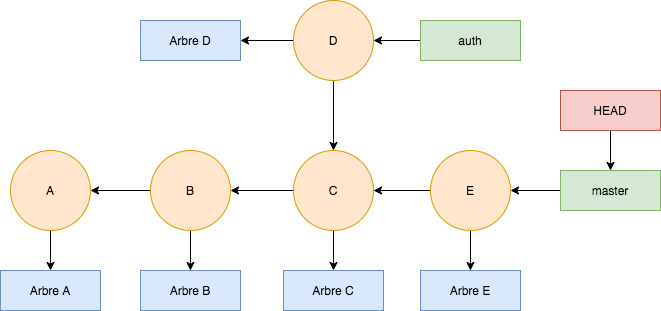 Arbre D
D
auth
HEAD
A
B
C
E
master
Arbre A
Arbre B
Arbre C
Arbre E